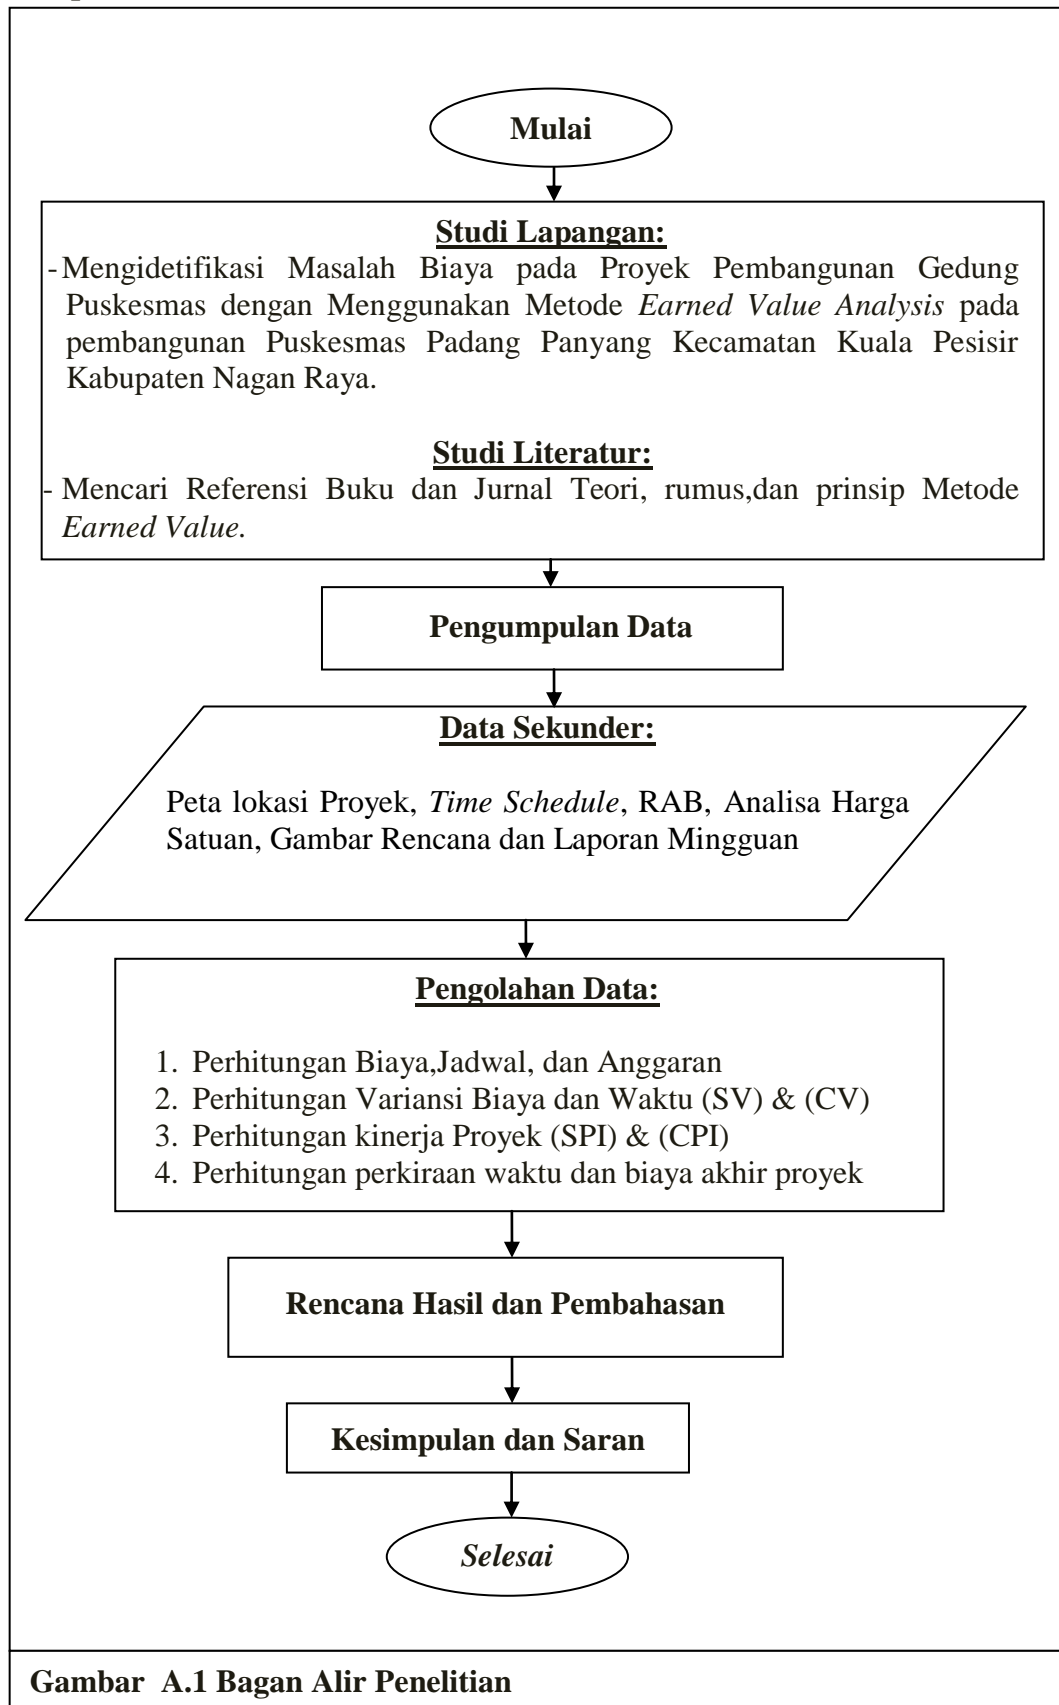 Mulai
Studi Lapangan:
- Mengidetifikasi Masalah Biaya pada Proyek Pembangunan Gedung
Puskesmas dengan Menggunakan Metode Earned Value Analysis pada
pembangunan Puskesmas Padang Panyang Kecamatan Kuala Pesisir
Kabupaten Nagan Raya.
Studi Literatur:
- Mencari Referensi Buku dan Jurnal Teori, rumus,dan prinsip Metode
Earned Value.
Pengumpulan Data
Data Sekunder:
Peta lokasi Proyek, Time Schedule, RAB, Analisa Harga
Satuan, Gambar Rencana dan Laporan Mingguan
Pengolahan Data:
1. Perhitungan Biaya,Jadwal, dan Anggaran
2. Perhitungan Variansi Biaya dan Waktu (SV) & (CV)
3. Perhitungan kinerja Proyek (SPI) & (CPI)
4. Perhitungan perkiraan waktu dan biaya akhir proyek
Rencana Hasil dan Pembahasan
Kesimpulan dan Saran
Selesai
Gambar A.1 Bagan Alir Penelitian